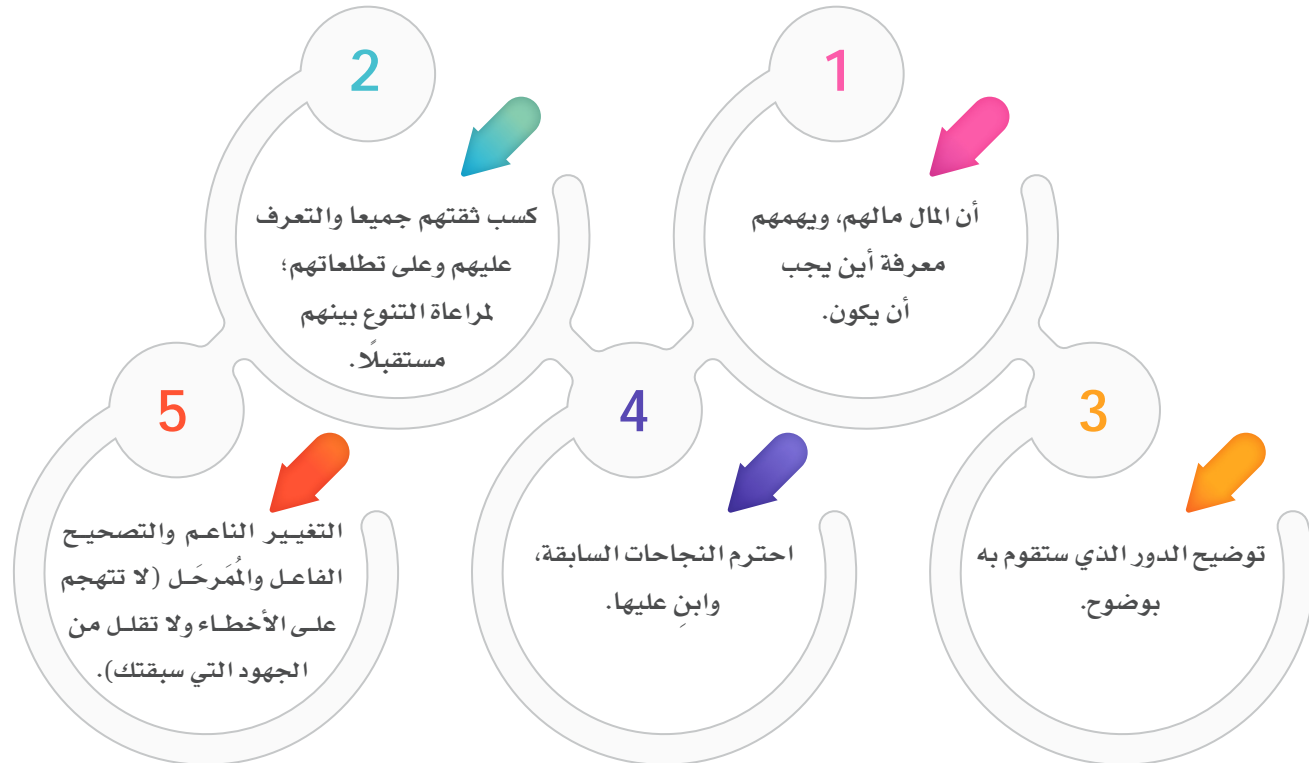 1
أن المال مالهم، ويهمهم
معرفة أين يجب
أن يكون.
2
كسب ثقتهم جميعا والتعرف
عليهم وعلى تطلعاتهم؛
لمراعاة التنوع بينهم
مستقبلًا.
3
توضيح الدور الذي ستقوم به
بوضوح.
4
احترم النجاحات السابقة،
وابنِ عليها.
5
التغيير الناعم والتصحيح
الفاعل والمُمَرحَل (لا تتهجم
على الأخطاء ولا تقلل من
الجهود التي سبقتك).